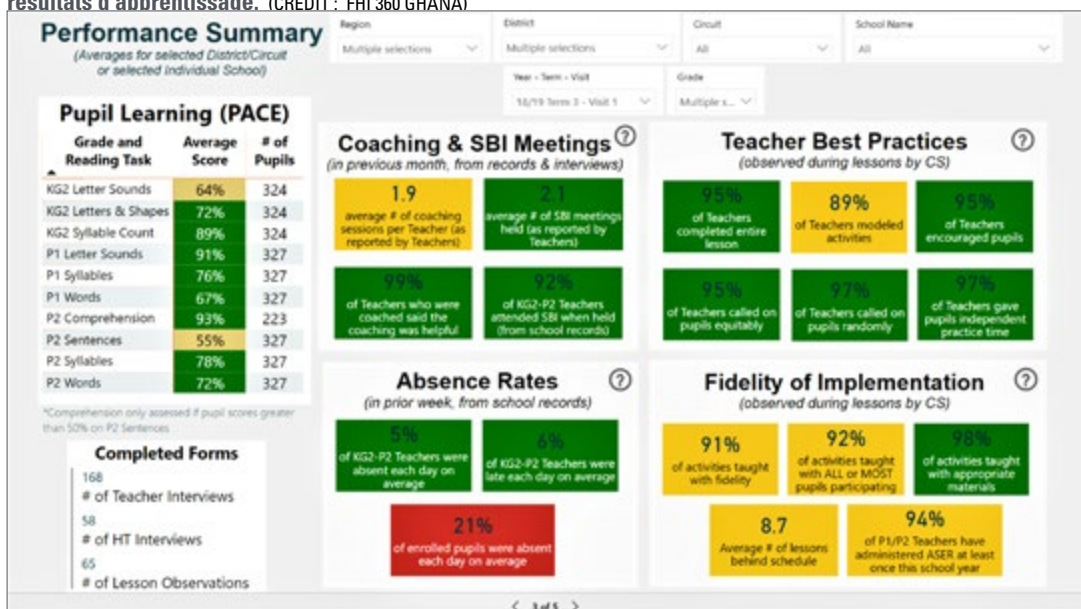 résultats d'apprentissage. (CREDIT : FHI 360 GHANA)
Performance Summary
(Averages for selected District/Circuit
or selected Individual School)
Region
Multiple selections
District
Multiple selections
Circuit
All
School Name
All
Year - Term - Visit
18/19 Term 3 - Visit 1
Grade
Multiple s...
Pupil Learning (PACE)
Grade and Reading Task Average Score # of Pupils
KG2 Letter Sounds 64% 324
KG2 Letters & Shapes 72% 324
KG2 Syllable Count 89% 324
P1 Letter Sounds 91% 327
P1 Syllables 76% 327
P1 Words 67% 327
P2 Comprehension 93% 223
P2 Sentences 55% 327
P2 Syllables 78% 327
P2 Words 72% 327
*Comprehension only assessed if pupil scores greater
than 50% on P2 Sentences
Completed Forms
168
# of Teacher Interviews
58
# of HT Interviews
65
# of Lesson Observations
Coaching & SBI Meetings ?
(in previous month, from records & interviews)
1.9
average # of coaching
sessions per Teacher (as
reported by Teachers)
2.1
average # of SBI meetings
held (as reported by
Teachers)
99%
of Teachers who were
coached said the
coaching was helpful
92%
of KG2-P2 Teachers
attended SBI when held
(from school records)
Teacher Best Practices ?
(observed during lessons by CS)
95%
of Teachers
completed entire
lesson
89%
of Teachers modeled
activities
95%
of Teachers
encouraged pupils
95%
of Teachers called on
pupils equitably
97%
of Teachers called on
pupils randomly
97%
of Teachers gave
pupils independent
practice time
Absence Rates ?
(in prior week, from school records)
5%
of KG2-P2 Teachers were
absent each day on
average
6%
of KG2-P2 Teachers were
late each day on average
21%
of enrolled pupils were absent
each day on average
Fidelity of Implementation ?
(observed during lessons by CS)
91%
of activities taught
with fidelity
92%
of activities taught
with ALL or MOST
pupils participating
98%
of activities taught
with appropriate
materials
8.7
Average # of lessons
behind schedule
94%
of P1/P2 Teachers have
administered ASER at least
once this school year
< 3 of 5 >